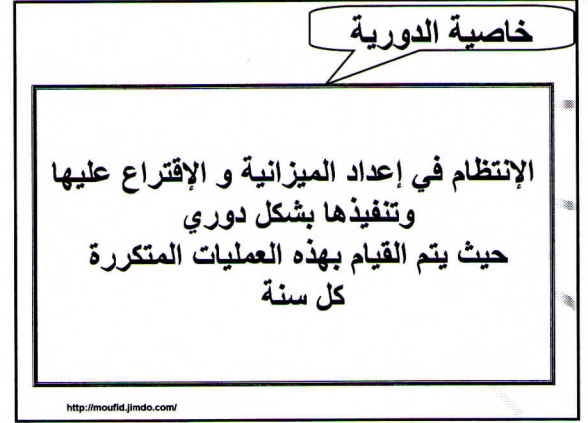 خاصية الدورية
الإنتظام في إعداد الميزانية و الإقتراع عليها
وتنفيذها بشكل دوري
حيث يتم القيام بهذه العمليات المتكررة
كل سنة
http://moufid.jimdo.com/